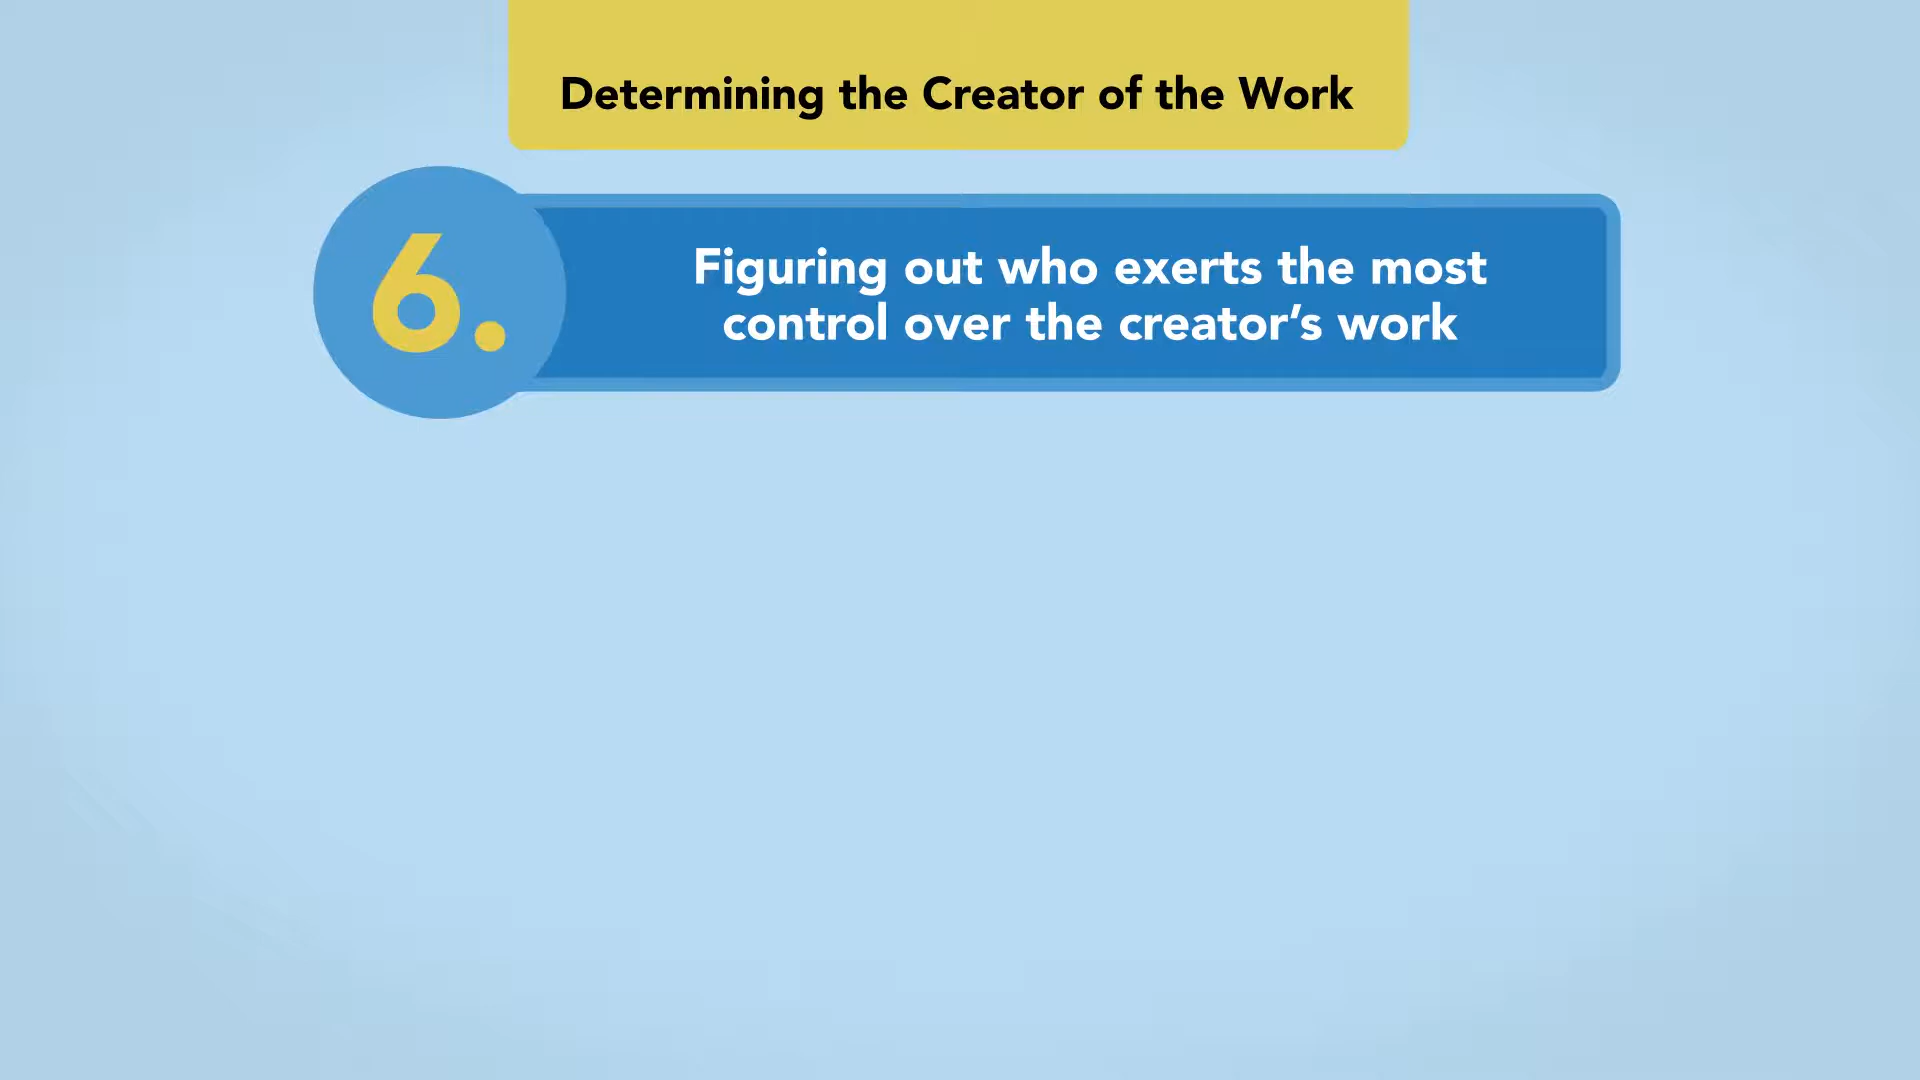 Determining the Creator of the Work
6.
Figuring out who exerts the most
control over the creator’s work